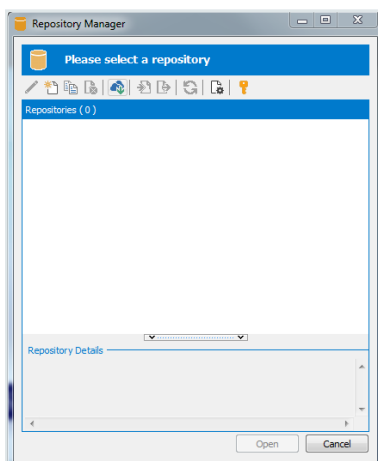 Repository Manager
Please select a repository
Repositories ( 0 )
Repository Details
Open
Cancel